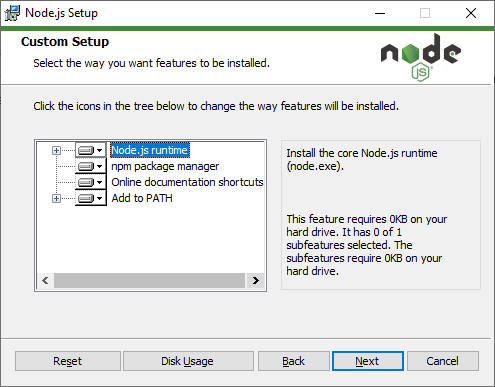 Node.js Setup
Custom Setup
Select the way you want features to be installed.
node
JS
Click the icons in the tree below to change the way features will be installed.
Node.js runtime
npm package manager
Online documentation shortcuts
Add to PATH
Install the core Node.js runtime
(node.exe).
This feature requires 0KB on your
hard drive. It has 0 of 1
subfeatures selected. The
subfeatures require 0KB on your
hard drive.
Reset
Disk Usage
Back
Next
Cancel